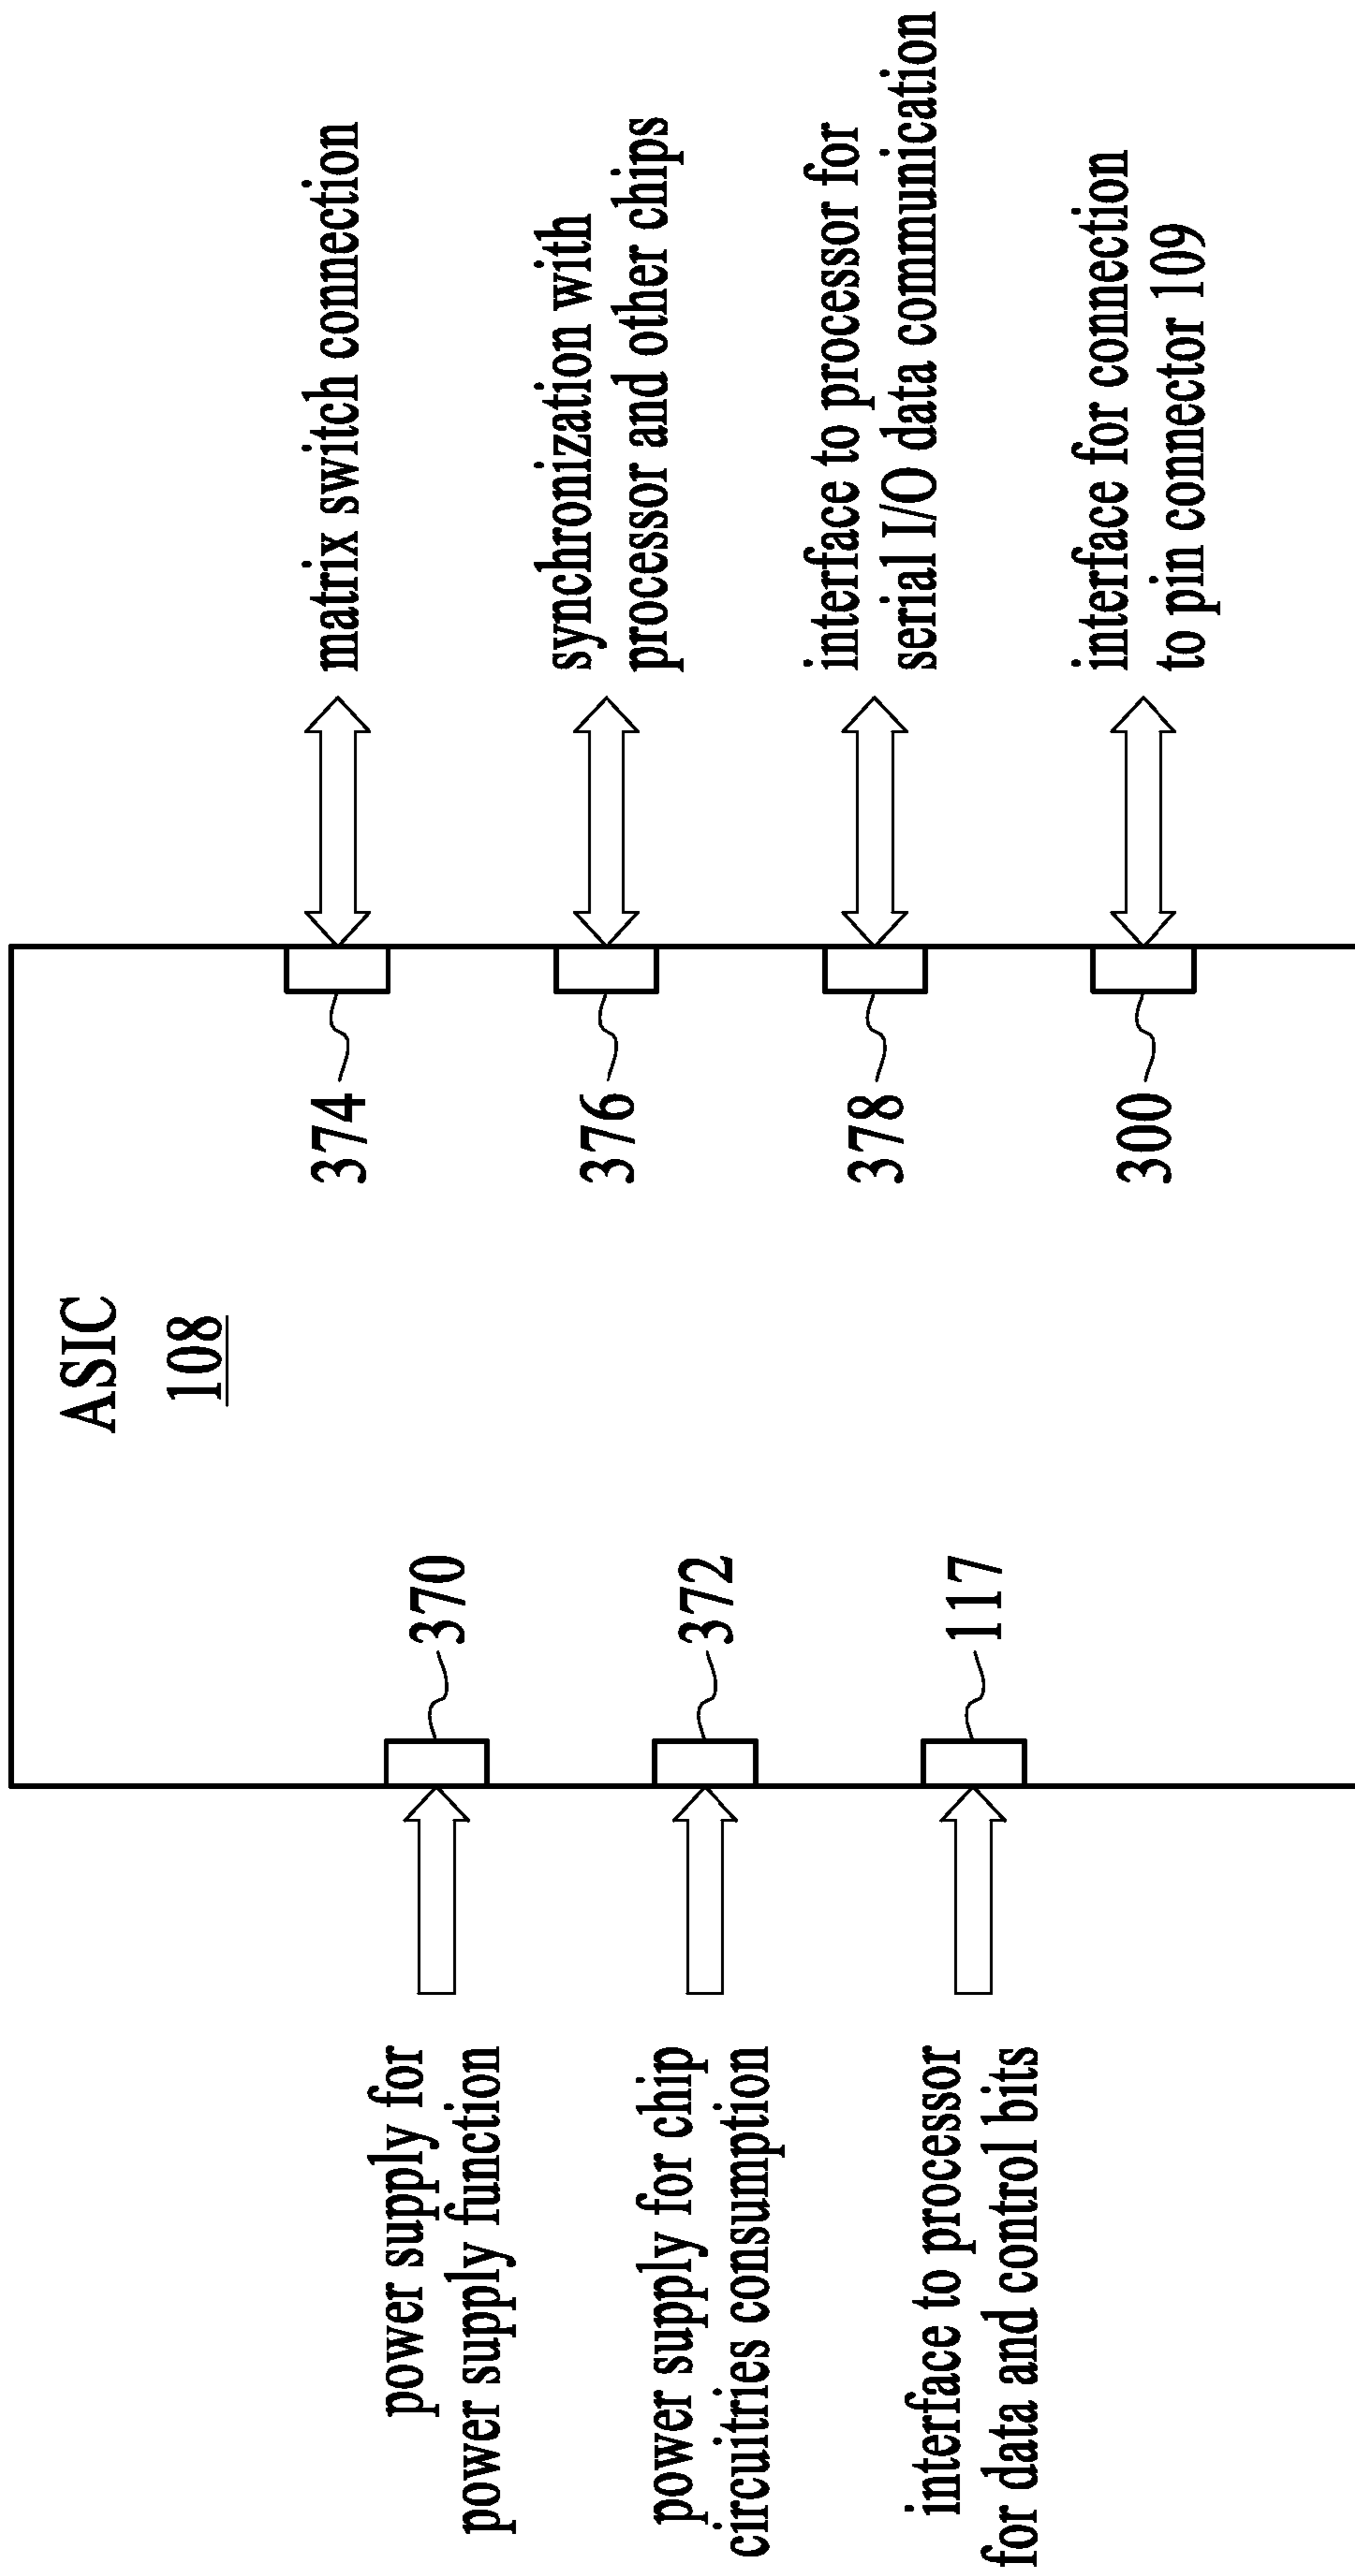 ASIC
108
power supply for
power supply function
370
power supply for chip
circuitries consumption
372
interface to processor
for data and control bits
117
374
matrix switch connection
376
synchronization with
processor and other chips
378
interface to processor for
serial I/O data communication
300
interface for connection
to pin connector 109